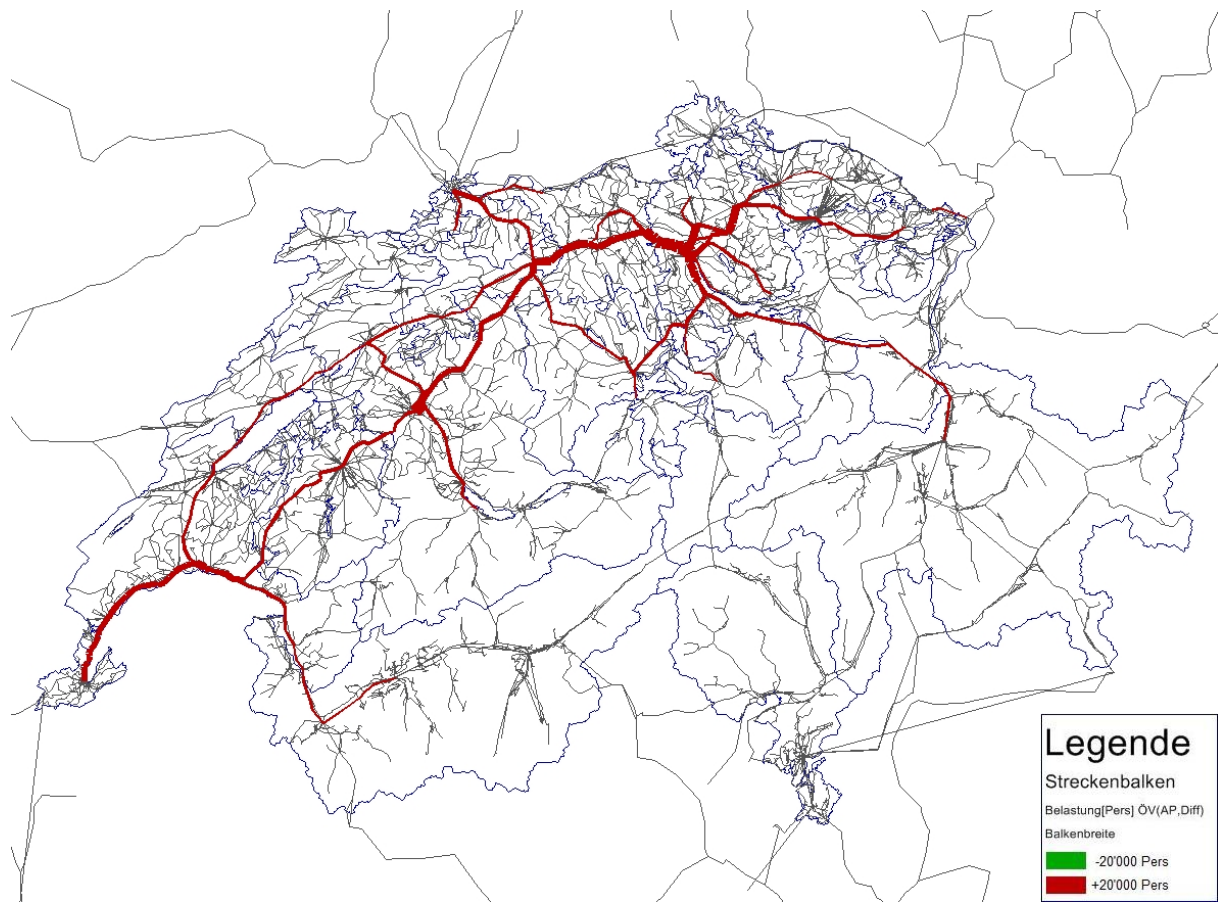 Legende
Streckenbalken
Belastung[Pers] ÖV(AP,Diff)
Balkenbreite
-20'000 Pers
+20'000 Pers